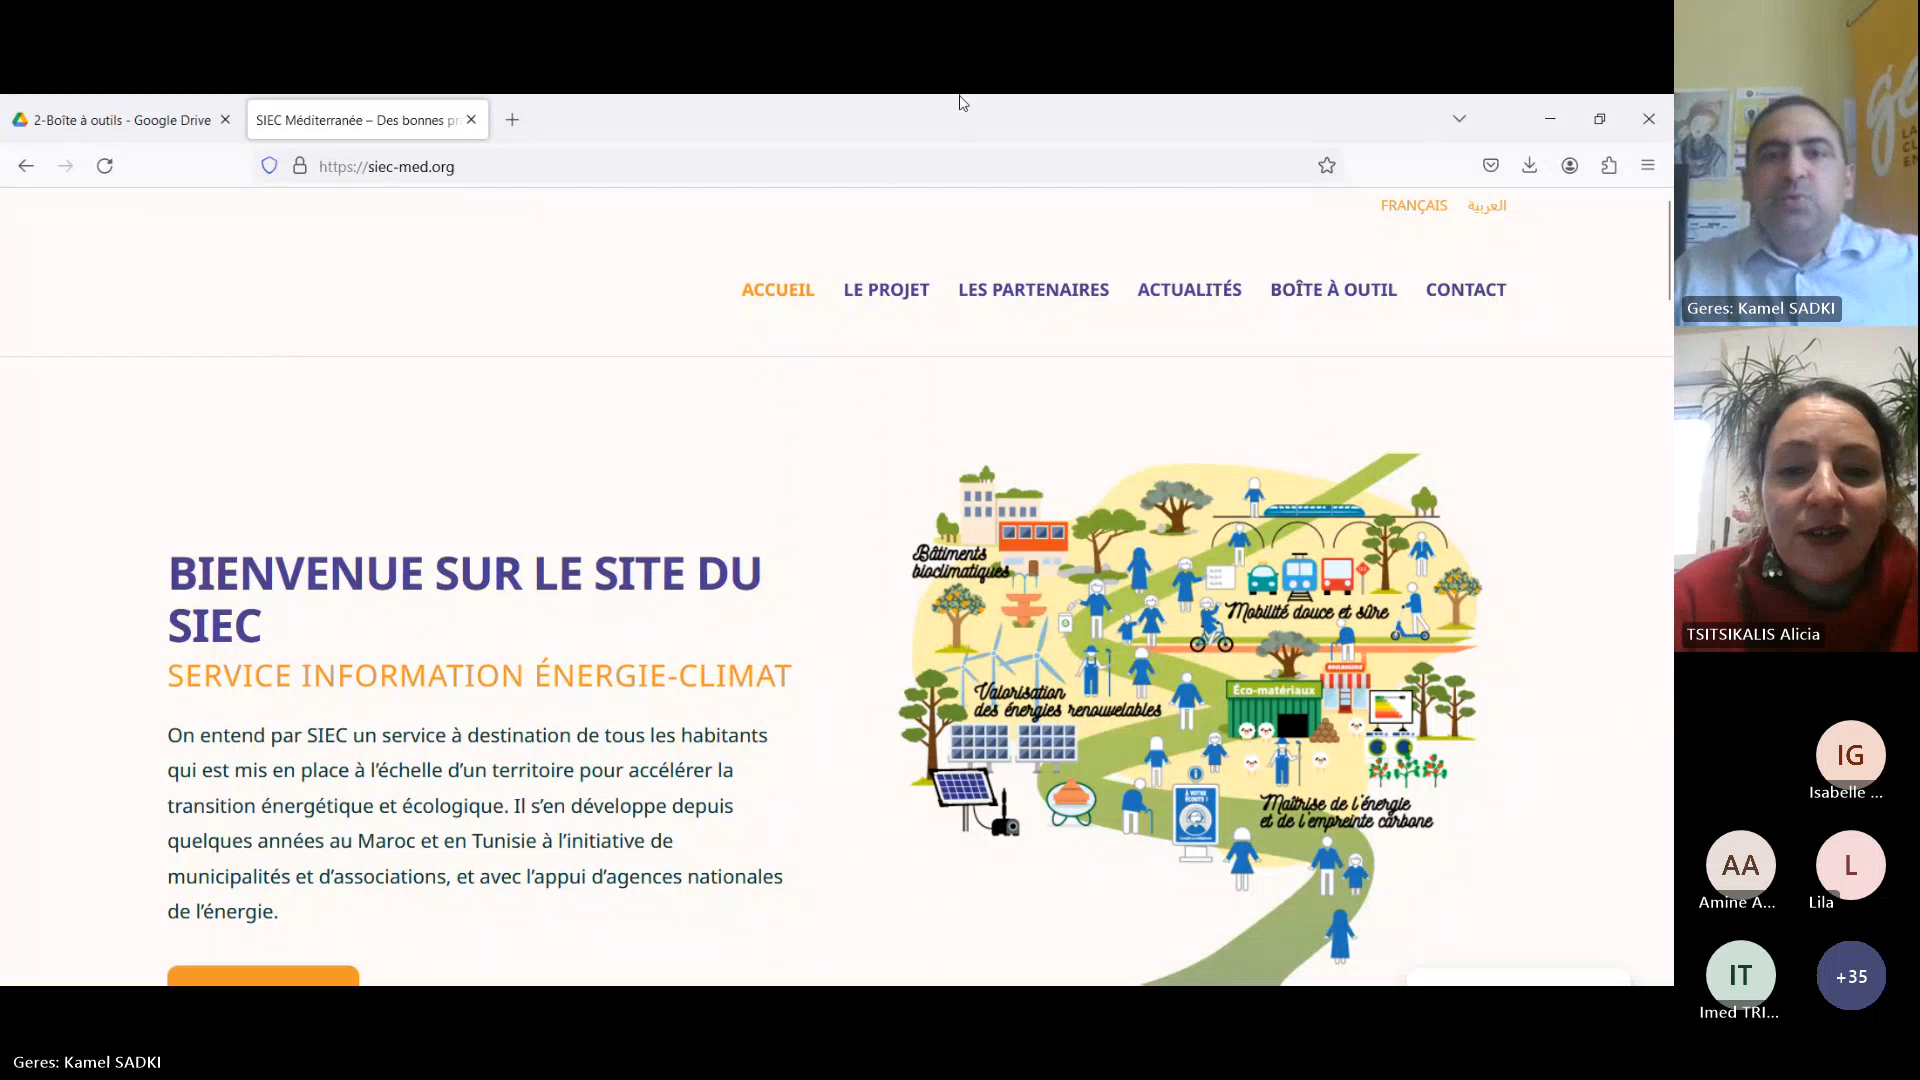 2-Boîte à outils - Google Drive
SIEC Méditerranée – Des bonnes pr
https://siec-med.org
FRANÇAIS العربية
ACCUEIL LE PROJET LES PARTENAIRES ACTUALITÉS BOÎTE À OUTIL CONTACT
BIENVENUE SUR LE SITE DU
SIEC
SERVICE INFORMATION ÉNERGIE-CLIMAT
On entend par SIEC un service à destination de tous les habitants
qui est mis en place à l’échelle d’un territoire pour accélérer la
transition énergétique et écologique. Il s’en développe depuis
quelques années au Maroc et en Tunisie à l’initiative de
municipalités et d’associations, et avec l’appui d’agences nationales
de l’énergie.
Bâtiments
bioclimatiques
Mobilité douce et sûre
Valorisation
des énergies renouvelables
Éco-matériaux
À VOTRE
ÉCOUTE !
Maîtrise de l’énergie
et de l’empreinte carbone
Geres: Kamel SADKI
TSITSIKALIS Alicia
IG
Isabelle ...
AA
Amine A...
L
Lila
IT
Imed TRI...
+35
Geres: Kamel SADKI